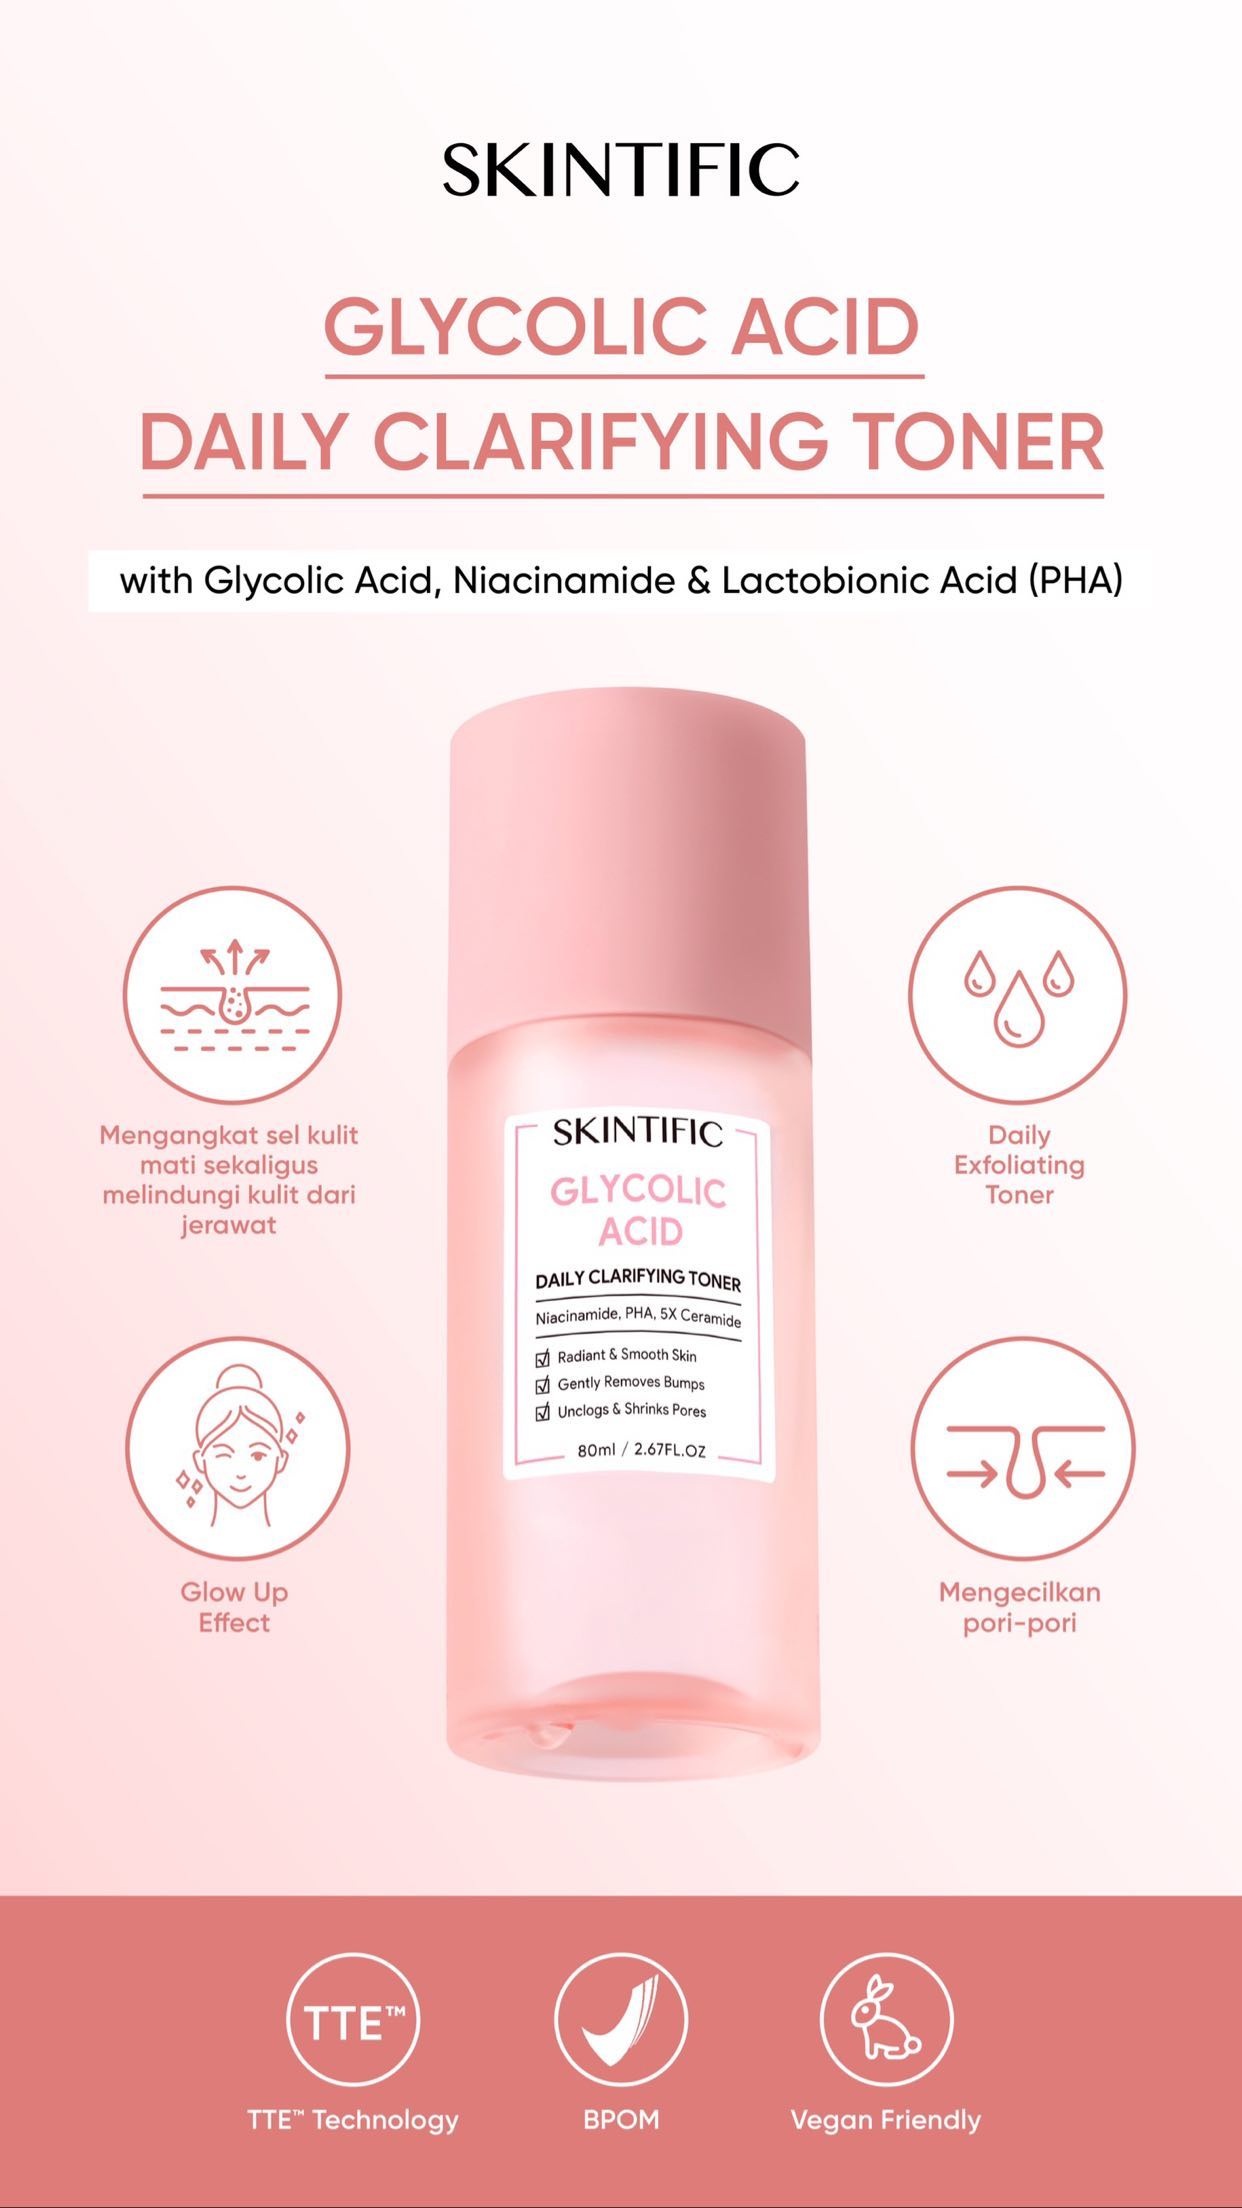 SKINTIFIC
GLYCOLIC ACID
DAILY CLARIFYING TONER
with Glycolic Acid, Niacinamide & Lactobionic Acid (PHA)
Mengangkat sel kulit
mati sekaligus
melindungi kulit dari
jerawat
Glow Up
Effect
SKINTIFIC
GLYCOLIC
ACID
DAILY CLARIFYING TONER
Niacinamide, PHA, 5X Ceramide
Radiant & Smooth Skin
Gently Removes Bumps
Unclogs & Shrinks Pores
80ml / 2.67FL.OZ
Daily
Exfoliating
Toner
Mengecilkan
pori-pori
TTE™
TTE™ Technology
BPOM
Vegan Friendly